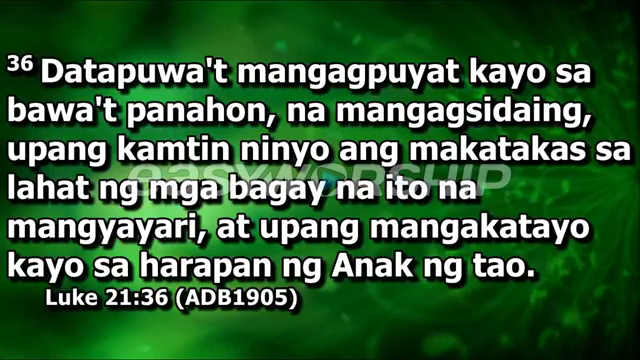 36 Datapuwa't mangagpuyat kayo sa
bawa't panahon, na mangagsidaing,
upang kamtin ninyo ang makatakas sa
lahat ng mga bagay na ito na
mangyayari, at upang mangakatayo
kayo sa harapan ng Anak ng tao.
Luke 21:36 (ADB1905)
EASYWORSHIP